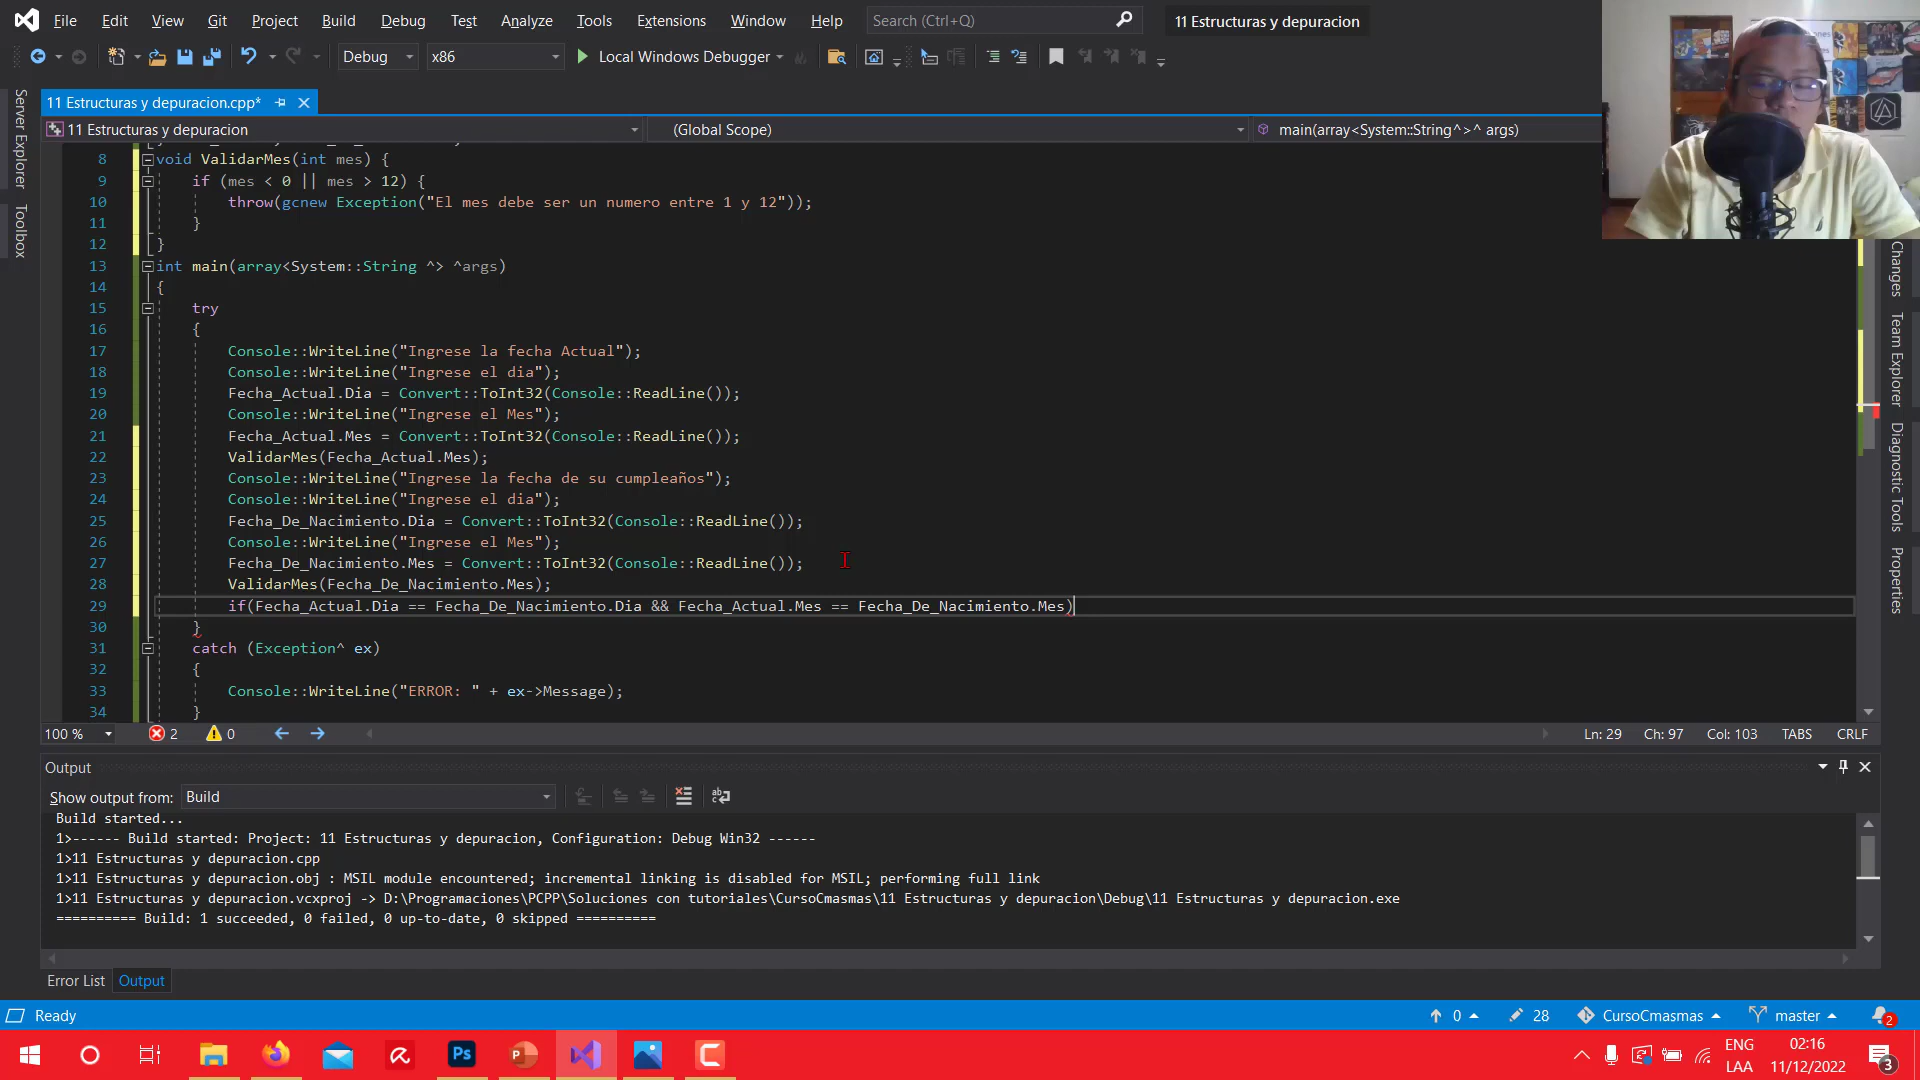 File Edit View Git Project Build Debug Test Analyze Tools Extensions Window Help Search (Ctrl+Q) 11 Estructuras y depuracion
Debug x86 Local Windows Debugger
11 Estructuras y depuracion.cpp*
11 Estructuras y depuracion (Global Scope) main(array<System::String^>^ args)
Server Explorer
Toolbox
8 void ValidarMes(int mes) {
9 if (mes < 0 || mes > 12) {
10 throw(gcnew Exception("El mes debe ser un numero entre 1 y 12"));
11 }
12 }
13 int main(array<System::String ^> ^args)
14 {
15 try
16 {
17 Console::WriteLine("Ingrese la fecha Actual");
18 Console::WriteLine("Ingrese el dia");
19 Fecha_Actual.Dia = Convert::ToInt32(Console::ReadLine());
20 Console::WriteLine("Ingrese el Mes");
21 Fecha_Actual.Mes = Convert::ToInt32(Console::ReadLine());
22 ValidarMes(Fecha_Actual.Mes);
23 Console::WriteLine("Ingrese la fecha de su cumpleaños");
24 Console::WriteLine("Ingrese el dia");
25 Fecha_De_Nacimiento.Dia = Convert::ToInt32(Console::ReadLine());
26 Console::WriteLine("Ingrese el Mes");
27 Fecha_De_Nacimiento.Mes = Convert::ToInt32(Console::ReadLine());
28 ValidarMes(Fecha_De_Nacimiento.Mes);
29 if(Fecha_Actual.Dia == Fecha_De_Nacimiento.Dia && Fecha_Actual.Mes == Fecha_De_Nacimiento.Mes)
30 }
31 catch (Exception^ ex)
32 {
33 Console::WriteLine("ERROR: " + ex->Message);
34 }
Changes
Team Explorer
Diagnostic Tools
Properties
100 % 2 0 Ln: 29 Ch: 97 Col: 103 TABS CRLF
Output
Show output from: Build
Build started...
1>------ Build started: Project: 11 Estructuras y depuracion, Configuration: Debug Win32 ------
1>11 Estructuras y depuracion.cpp
1>11 Estructuras y depuracion.obj : MSIL module encountered; incremental linking is disabled for MSIL; performing full link
1>11 Estructuras y depuracion.vcxproj -> D:\Programaciones\PCPP\Soluciones con tutoriales\CursoCmasmas\11 Estructuras y depuracion\Debug\11 Estructuras y depuracion.exe
========== Build: 1 succeeded, 0 failed, 0 up-to-date, 0 skipped ==========
Error List Output
Ready 0 28 CursoCmasmas master 2
Ps ENG 02:16
LAA 11/12/2022 3